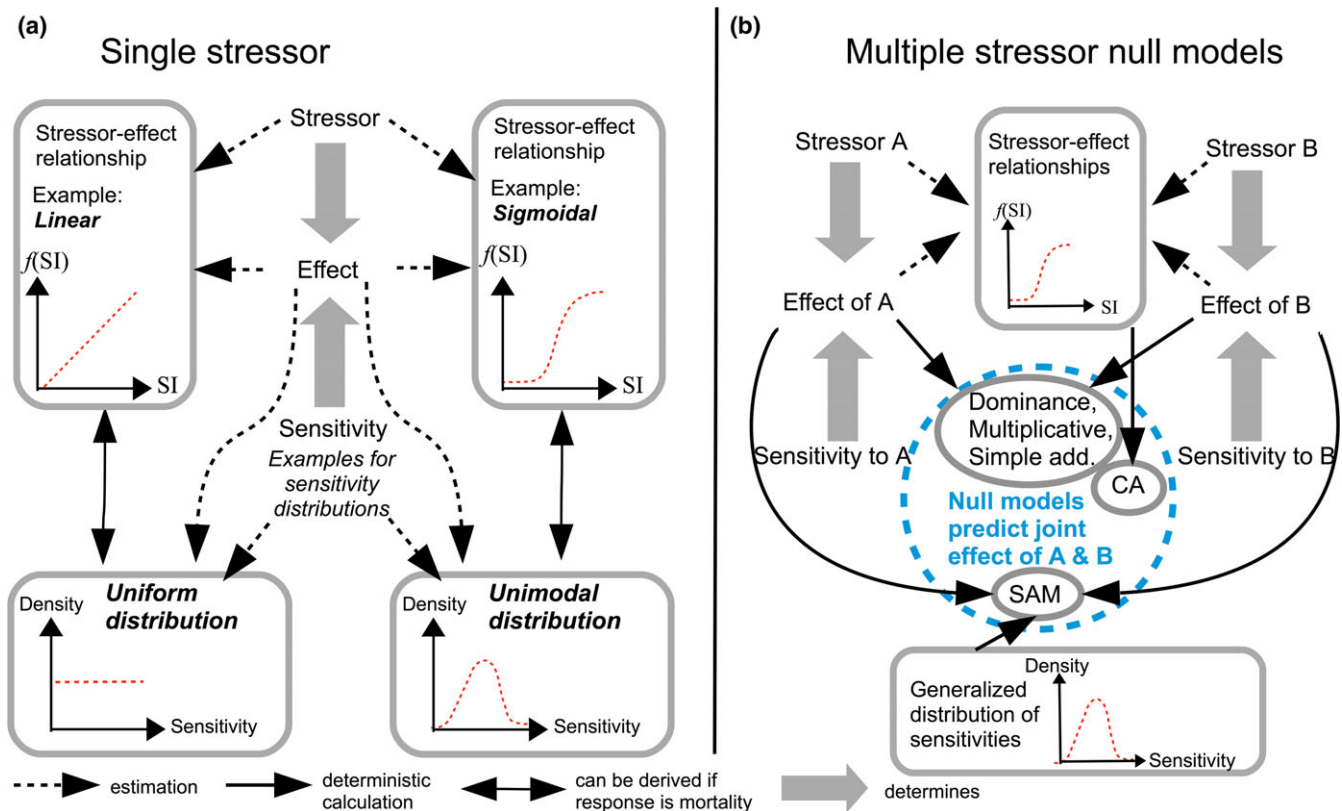 (a)
Single stressor
Stressor-effect
relationship
Example:
Linear
f(SI)
SI
Stressor
Effect
Sensitivity
Examples for
sensitivity
distributions
Stressor-effect
relationship
Example:
Sigmoidal
f(SI)
SI
Uniform
distribution
Density
Sensitivity
Unimodal
distribution
Density
Sensitivity
(b)
Multiple stressor null models
Stressor A
Stressor-effect
relationships
f(SI)
SI
Stressor B
Effect of A
Effect of B
Dominance,
Multiplicative,
Simple add.
Sensitivity to A
Sensitivity to B
CA
Null models
predict joint
effect of A & B
SAM
Generalized
distribution of
sensitivities
Density
Sensitivity
estimation
deterministic
calculation
can be derived if
response is mortality
determines